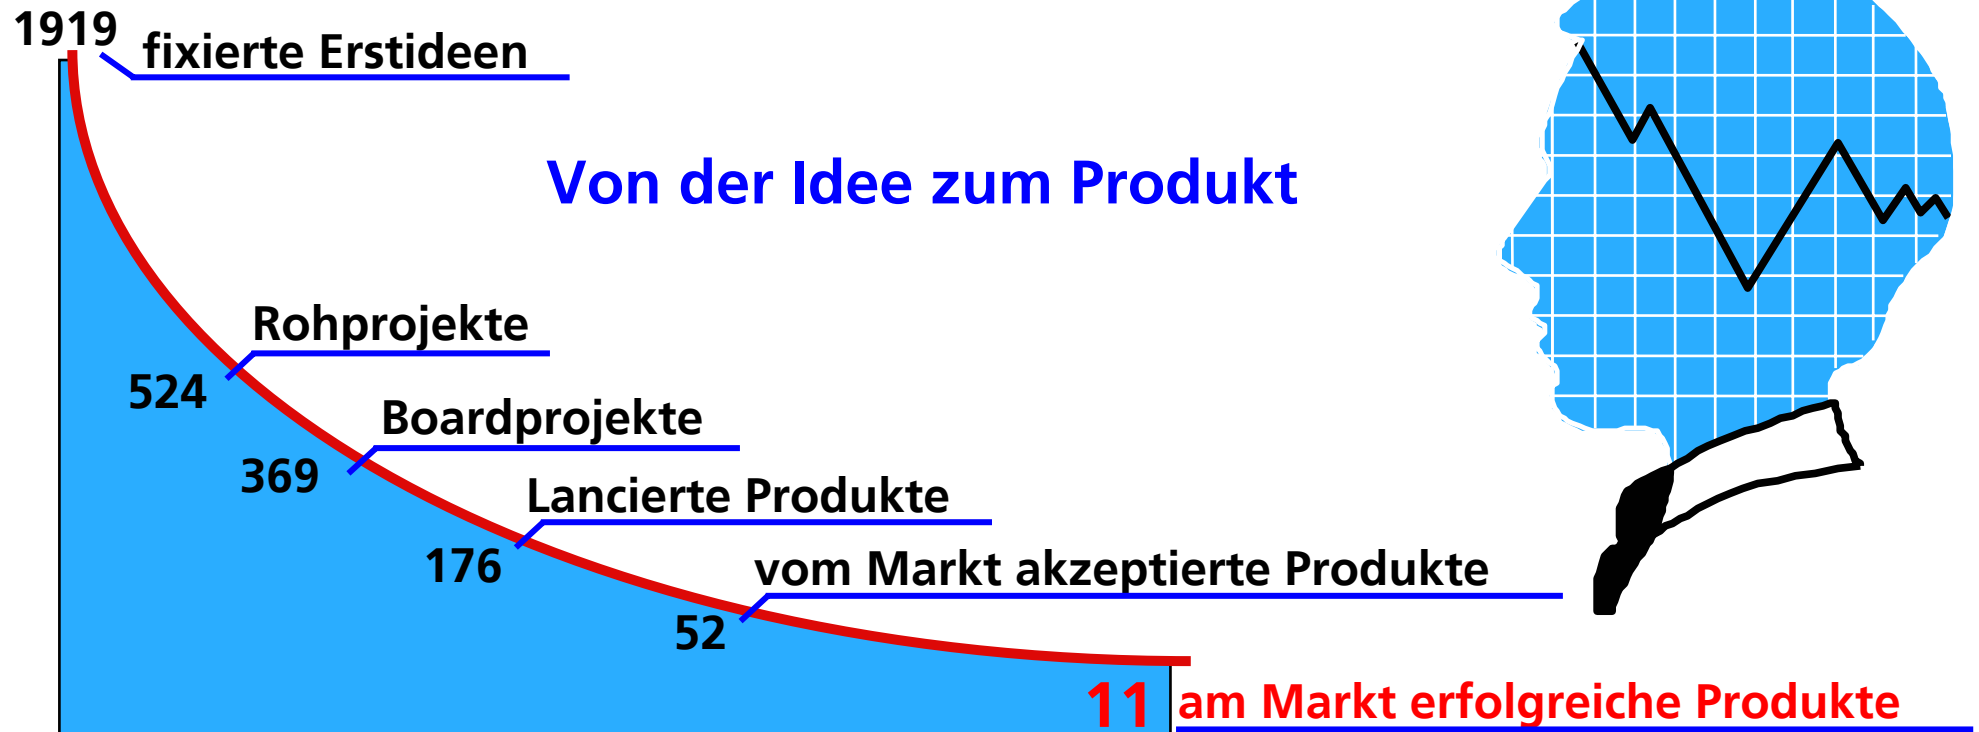 1919
fixierte Erstideen
Von der Idee zum Produkt
Rohprojekte
524
Boardprojekte
369
Lancierte Produkte
176
vom Markt akzeptierte Produkte
52
11 am Markt erfolgreiche Produkte